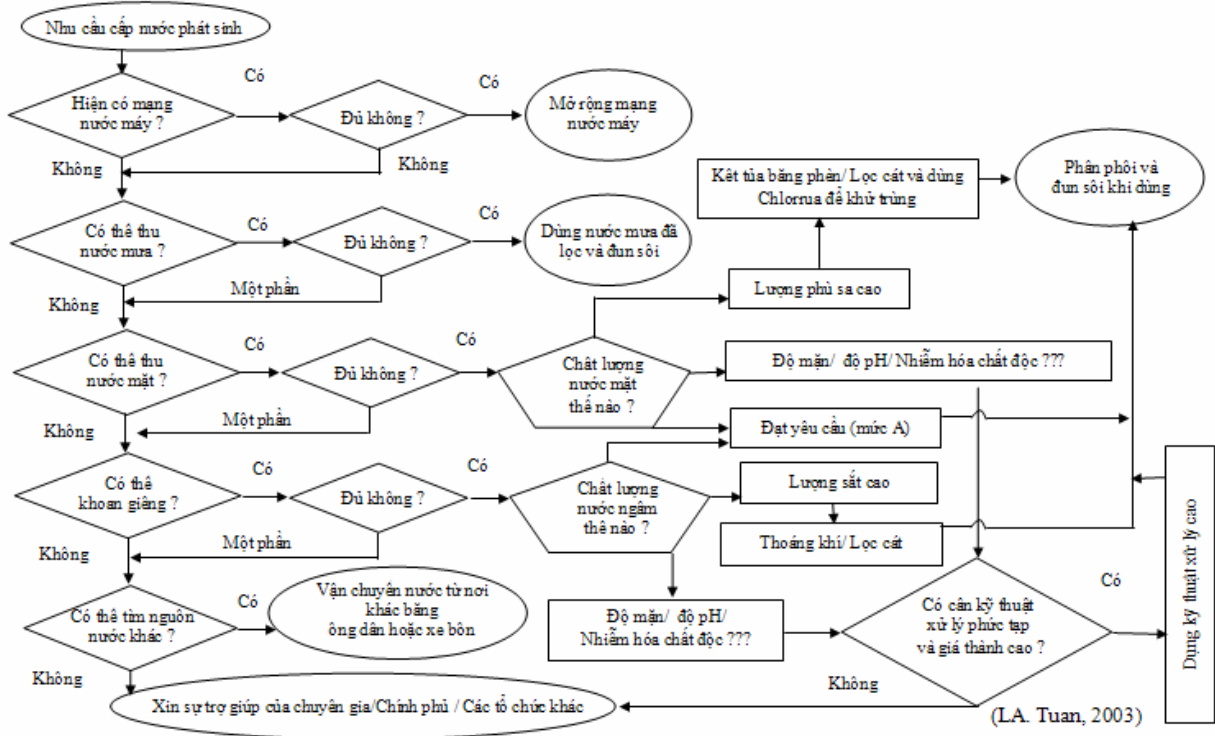 Nhu cầu cấp nước phát sinh
Có
Có
Hiện có mạng
nước máy ?
Đủ không ?
Mở rộng mạng
nước máy
Không
Không
Kết tủa bằng phèn/ Lọc cát và dùng
Chlorrua để khử trùng
Phân phối và
đun sôi khi dùng
Có thể thu
nước mưa ?
Có
Đủ không ?
Có
Dùng nước mưa đã
lọc và đun sôi
Một phần
Không
Lượng phù sa cao
Có thể thu
nước mặt ?
Có
Đủ không ?
Có
Chất lượng
nước mặt
thế nào ?
Độ mặn/ độ pH/ Nhiễm hóa chất độc ???
Một phần
Không
Đạt yêu cầu (mức A)
Có thể
khoan giếng ?
Có
Đủ không ?
Có
Chất lượng
nước ngầm
thế nào ?
Lượng sắt cao
Thoáng khí/ Lọc cát
Một phần
Không
Có thể tìm nguồn
nước khác ?
Có
Vận chuyển nước từ nơi
khác bằng
ống dẫn hoặc xe bồn
Độ mặn/ độ pH/
Nhiễm hóa chất độc ???
Có cần kỹ thuật
xử lý phức tạp
và giá thành cao ?
Có
Dụng kỹ thuật xử lý cao
Không
Không
Xin sự trợ giúp của chuyên gia/Chính phủ / Các tổ chức khác
(LA. Tuan, 2003)